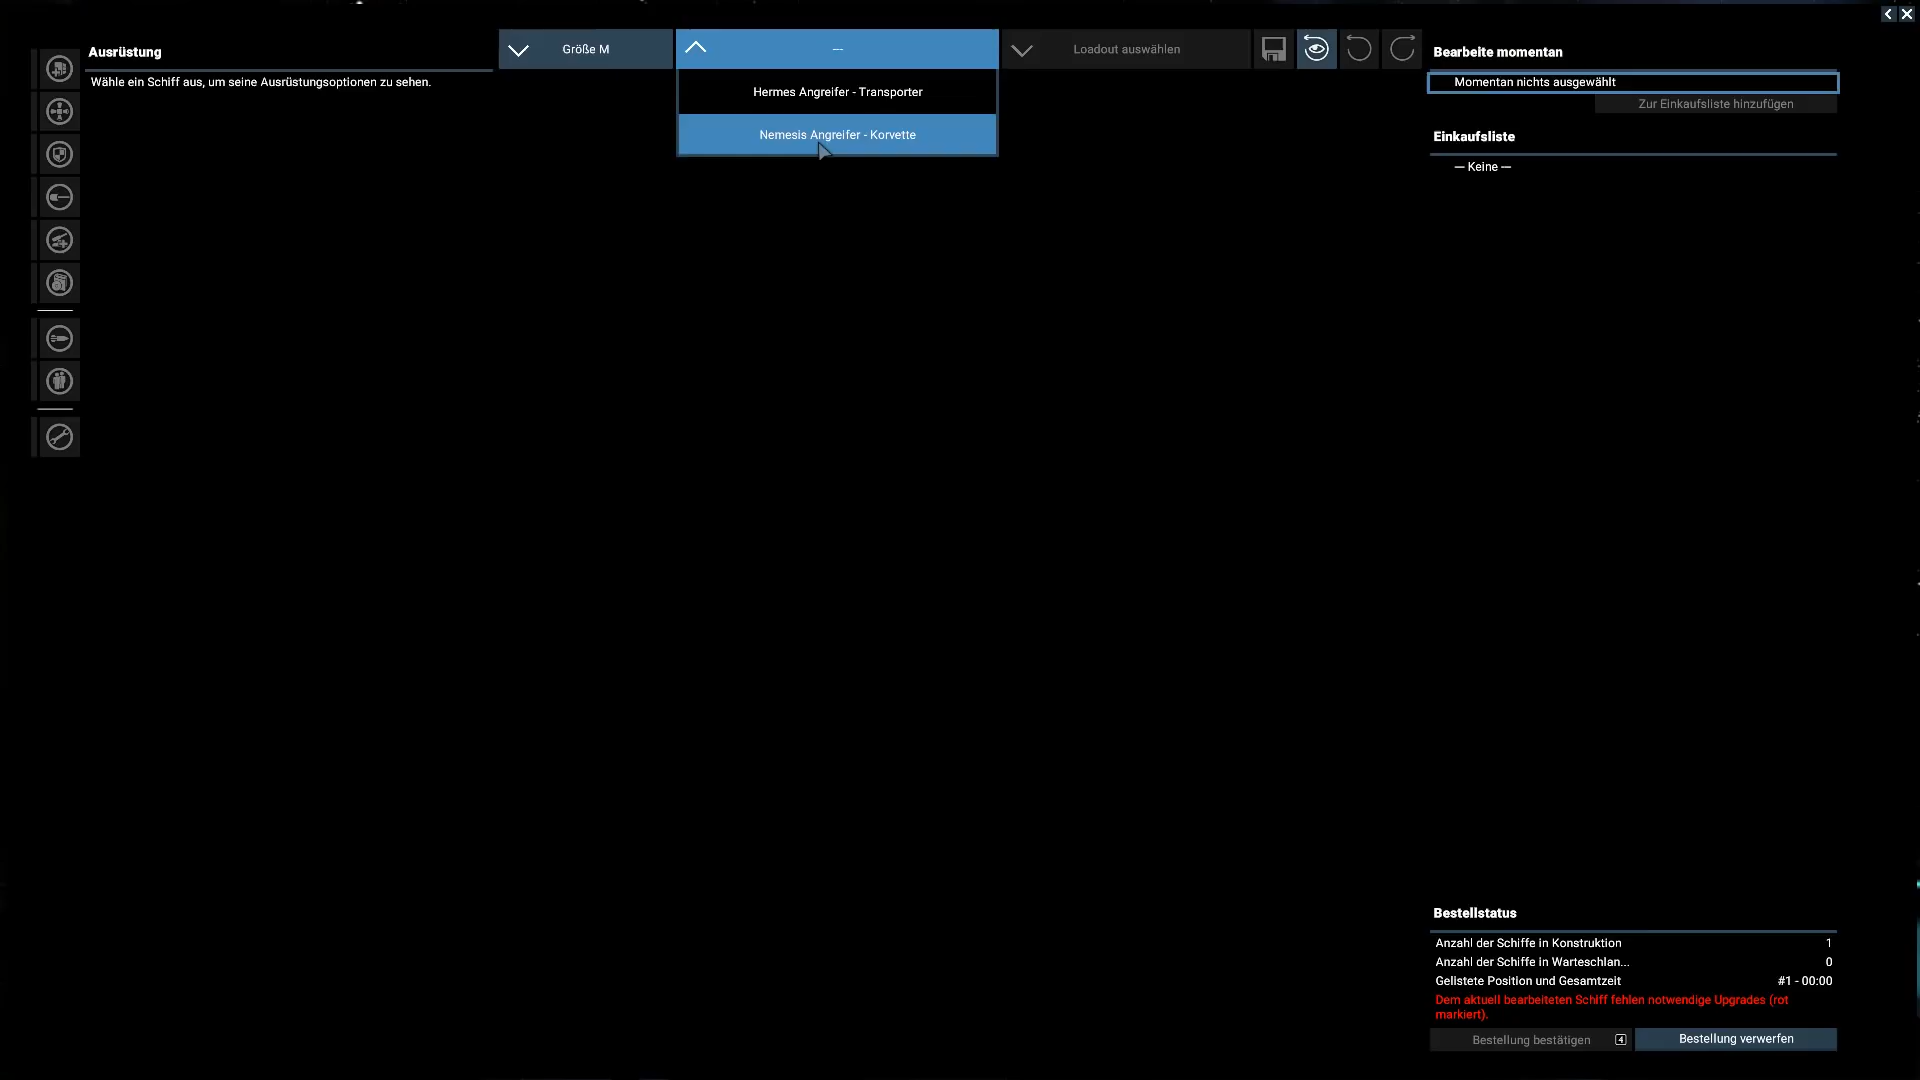 Ausrüstung
Wähle ein Schiff aus, um seine Ausrüstungsoptionen zu sehen.
Größe M
---
Loadout auswählen
Hermes Angreifer - Transporter
Nemesis Angreifer - Korvette
Bearbeite momentan
Momentan nichts ausgewählt
Zur Einkaufsliste hinzufügen
Einkaufsliste
— Keine —
Bestellstatus
Anzahl der Schiffe in Konstruktion 1
Anzahl der Schiffe in Warteschlan... 0
Gelistete Position und Gesamtzeit #1 - 00:00
Dem aktuell bearbeiteten Schiff fehlen notwendige Upgrades (rot
markiert).
Bestellung bestätigen 4
Bestellung verwerfen